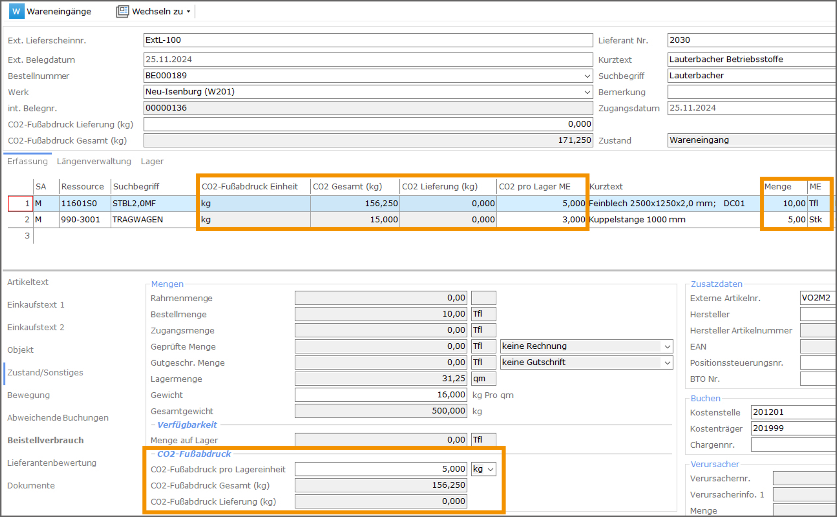 W Wareneingänge Wechseln zu
Ext. Lieferscheinnr. ExtL-100 Lieferant Nr. 2030
Ext. Belegdatum 25.11.2024 Kurztext Lauterbacher Betriebsstoffe
Bestellnummer BE000189 Suchbegriff Lauterbacher
Werk Neu-Isenburg (W201) Bemerkung
int. Belegnr. 00000136 Zugangsdatum 25.11.2024
CO2-Fußabdruck Lieferung (kg) 0,000
CO2-Fußabdruck Gesamt (kg) 171,250 Zustand Wareneingang
Erfassung Längenverwaltung Lager
SA Ressource Suchbegriff CO2-Fußabdruck Einheit CO2 Gesamt (kg) CO2 Lieferung (kg) CO2 pro Lager ME Kurztext Menge ME
1 M 11601S0 STBL2,0MF kg 156,250 0,000 5,000 Feinblech 2500x1250x2,0 mm; DC01 10,00 Tfl
2 M 990-3001 TRAGWAGEN kg 15,000 0,000 3,000 Kuppelstange 1000 mm 5,00 Stk
3
Artikeltext
Einkaufstext 1
Einkaufstext 2
Objekt
Zustand/Sonstiges
Bewegung
Abweichende Buchungen
Beistellverbrauch
Lieferantenbewertung
Dokumente
Mengen
Rahmenmenge 0,00
Bestellmenge 10,00 Tfl
Zugangsmenge 0,00 Tfl
Geprüfte Menge 0,00 Tfl keine Rechnung
Gutgeschr. Menge 0,00 Tfl keine Gutschrift
Lagermenge 31,25 qm
Gewicht 16,000 kg Pro qm
Gesamtgewicht 500,000 kg
Verfügbarkeit
Menge auf Lager 0,00 Tfl
CO2-Fußabdruck
CO2-Fußabdruck pro Lagereinheit 5,000 kg
CO2-Fußabdruck Gesamt (kg) 156,250
CO2-Fußabdruck Lieferung (kg) 0,000
Zusatzdaten
Externe Artikelnr. VO2M2
Hersteller
Hersteller Artikelnummer
EAN
Positionssteuerungsnr.
BTO Nr.
Buchen
Kostenstelle 201201
Kostenträger 201999
Chargennr.
Verursacher
Verursachernr.
Verursacherinfo. 1
Menge